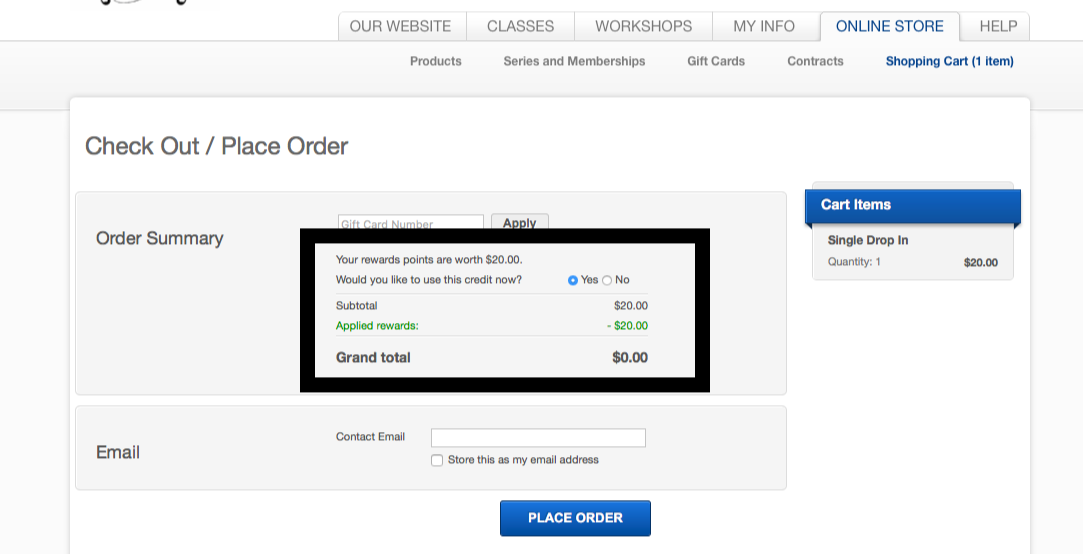 OUR WEBSITE CLASSES WORKSHOPS MY INFO ONLINE STORE HELP
Products Series and Memberships Gift Cards Contracts Shopping Cart (1 item)
Check Out / Place Order
Order Summary
Gift Card Number Apply
Your rewards points are worth $20.00.
Would you like to use this credit now? Yes No
Subtotal $20.00
Applied rewards: - $20.00
Grand total $0.00
Cart Items
Single Drop In
Quantity: 1 $20.00
Email
Contact Email
Store this as my email address
PLACE ORDER